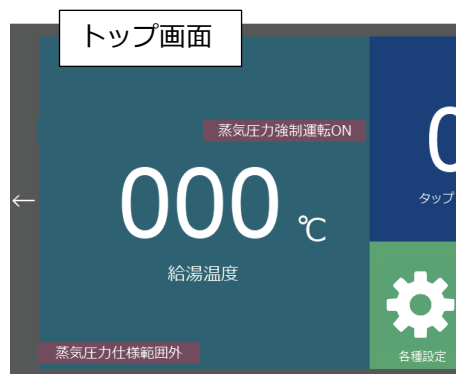 トップ画面
蒸気圧力強制運転ON
000 ℃
給湯温度
蒸気圧力仕様範囲外
←
0
タップ
各種設定